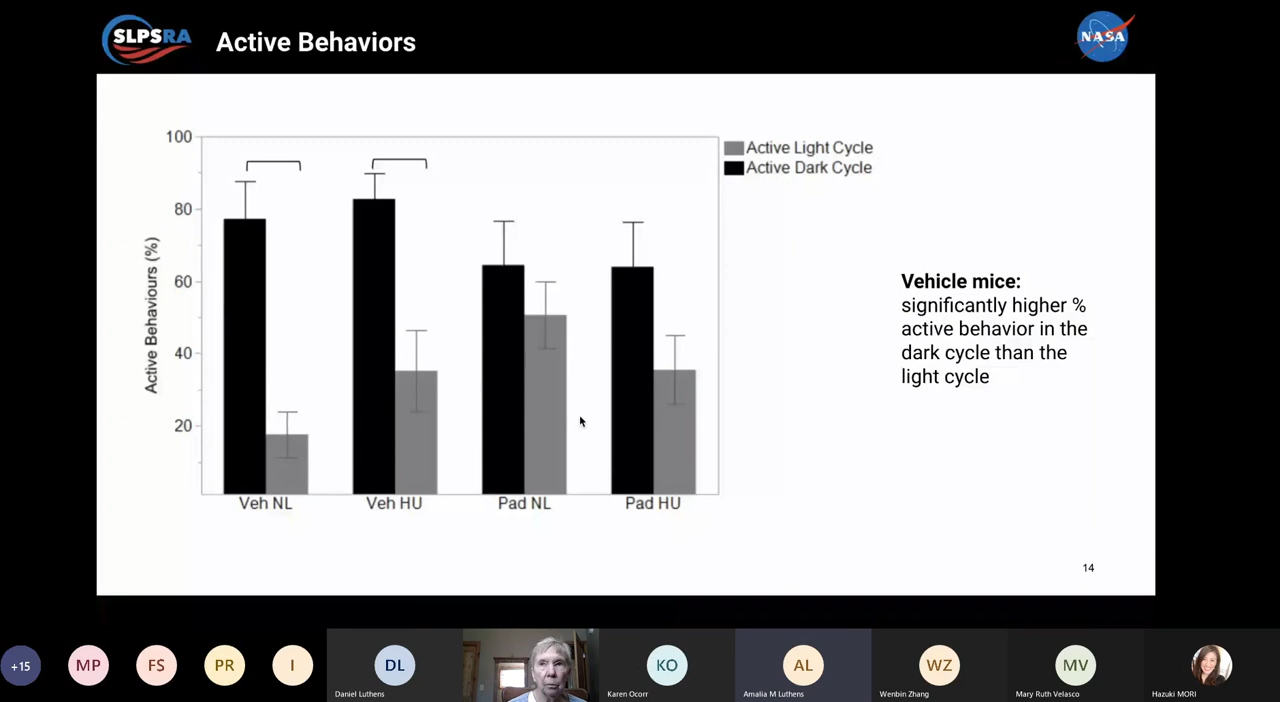 SLPSRA
Active Behaviors
NASA
100
80
60
40
20
Active Behaviours (%)
Active Light Cycle
Active Dark Cycle
Veh NL
Veh HU
Pad NL
Pad HU
Vehicle mice:
significantly higher %
active behavior in the
dark cycle than the
light cycle
14
+15
MP
FS
PR
I
DL
Daniel Luthens
KO
Karen Ocorr
AL
Amalia M Luthens
WZ
Wenbin Zhang
MV
Mary Ruth Velasco
Hazuki MORI